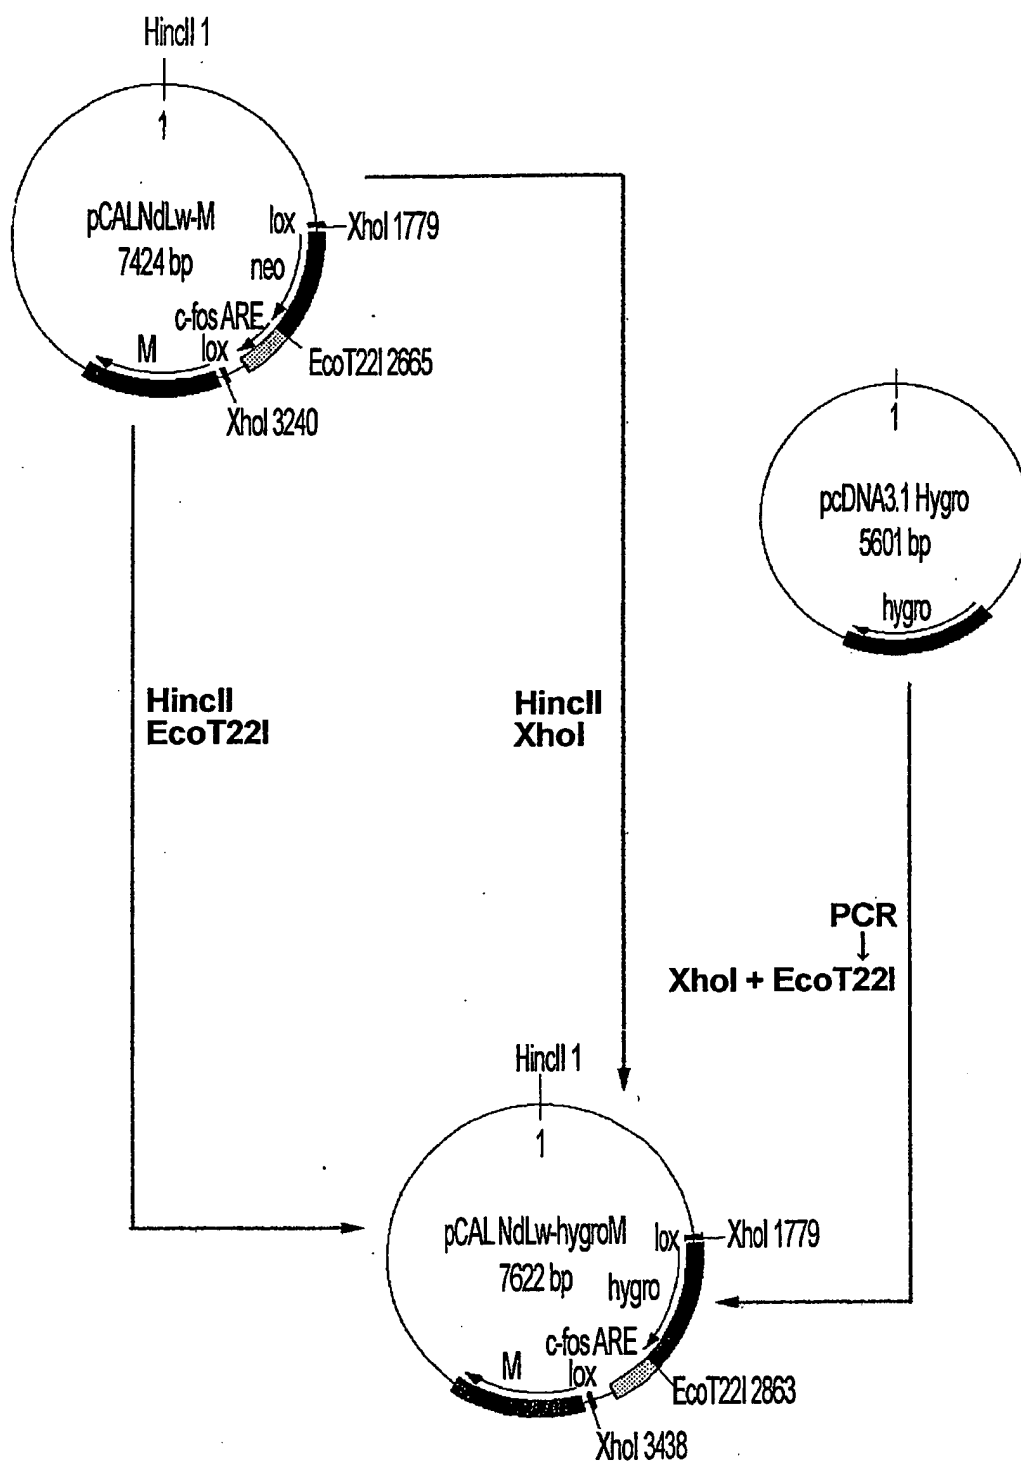 HincII 1
1
pCALNdLw-M
7424 bp
lox
XhoI 1779
neo
c-fos ARE
lox
M
EcoT22I 2665
XhoI 3240
1
pcDNA3.1 Hygro
5601 bp
hygro
HincII
EcoT22I
HincII
XhoI
PCR
↓
XhoI + EcoT22I
HincII 1
1
pCALNdLw-hygroM
7622 bp
lox
XhoI 1779
hygro
c-fos ARE
lox
M
EcoT22I 2863
XhoI 3438